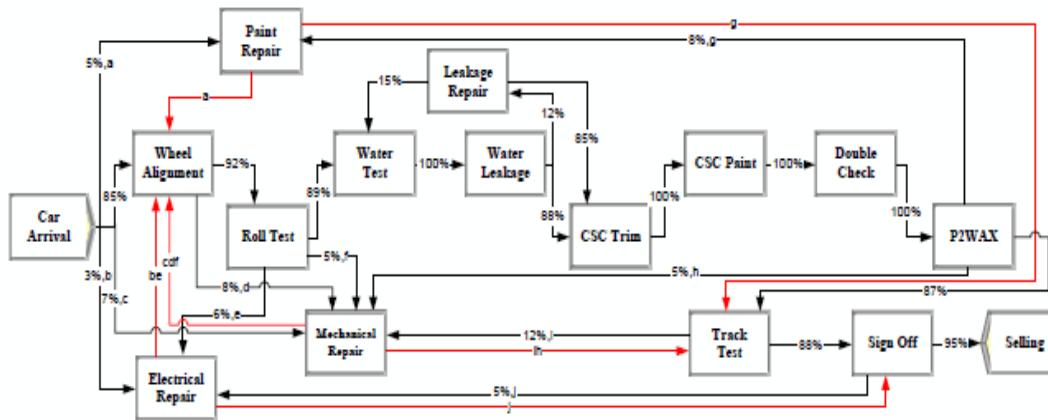 g
Paint
Repair
8%,g
5%,a
Leakage
Repair
15%
a
12%
85%
Wheel
Alignment
92%
Water
Test
100%
Water
Leakage
CSC Paint
100%
Double
Check
89%
85%
Car
Arrival
Roll Test
88%
CSC Trim
100%
100%
P2WAX
cdf
5%,f
be
3%,b
7%,c
8%,d
5%,h
87%
6%,e
Mechanical
Repair
12%,i
ih
Track
Test
88%
Sign Off
95%
Selling
Electrical
Repair
5%,j
j